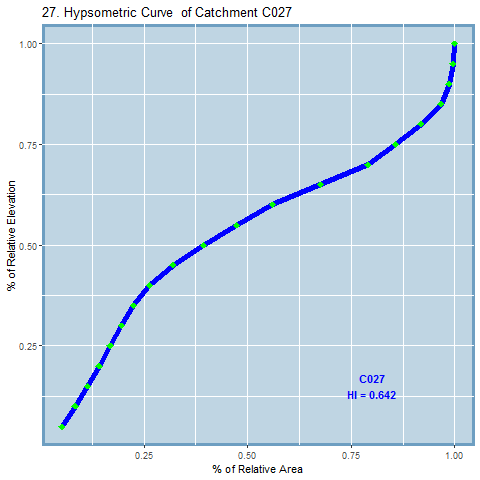 27. Hypsometric Curve  of Catchment C027
1.00
0.75
0.50
0.25
% of Relative Elevation
C027
HI = 0.642
0.25
0.50
0.75
1.00
% of Relative Area